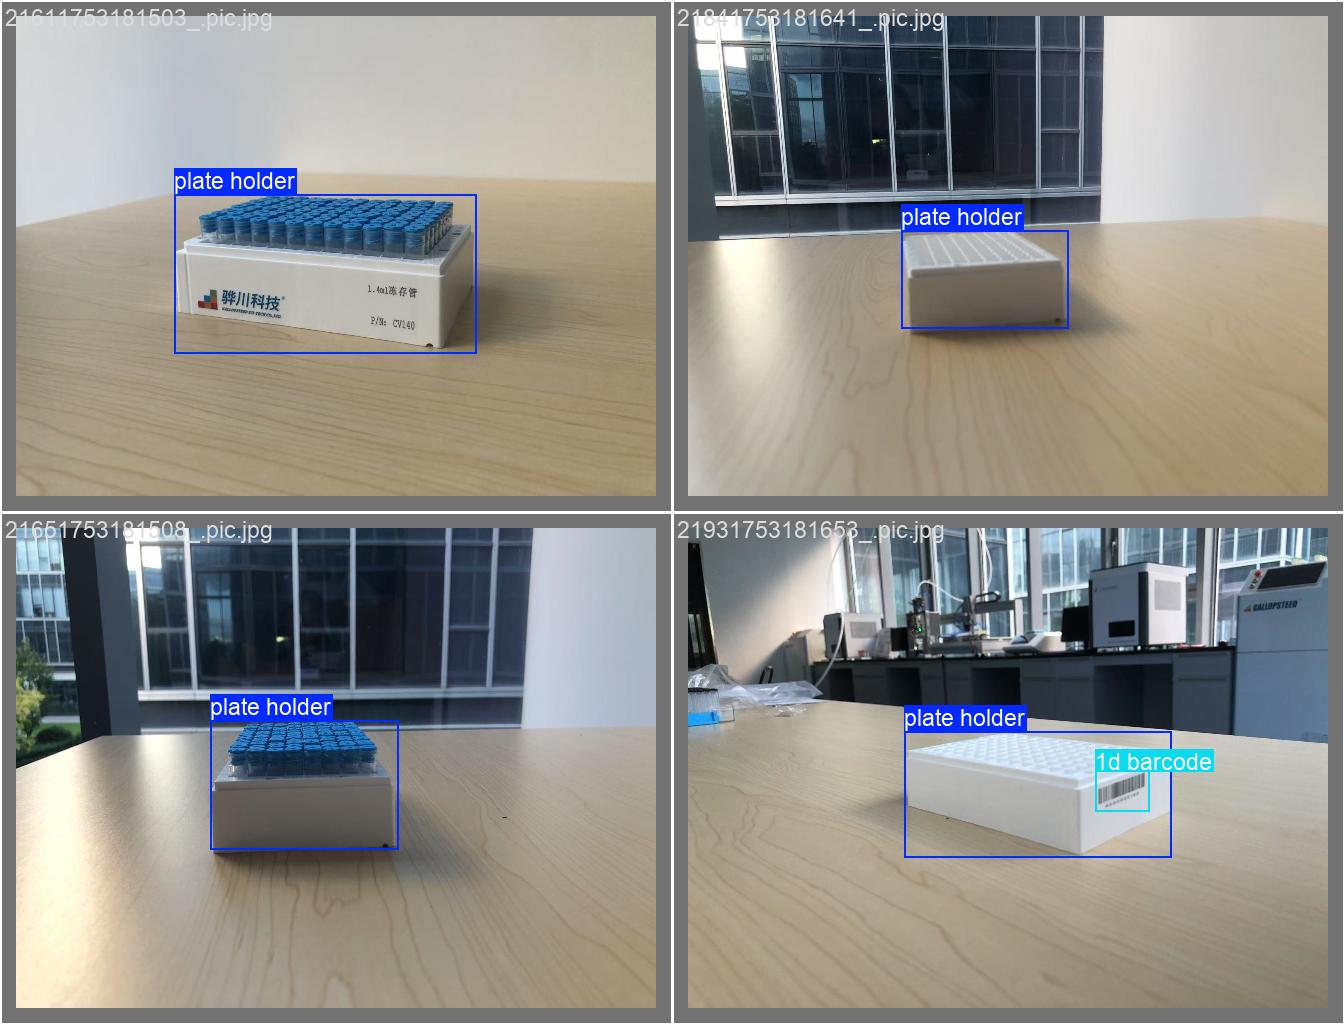 21611753181503_.pic.jpg
plate holder
骅川科技®
1.4ml冻存管
P/N: CV140
21841753181641_.pic.jpg
plate holder
21651753181508_.pic.jpg
plate holder
21931753181653_.pic.jpg
GALLOPSTEED
plate holder
1d barcode